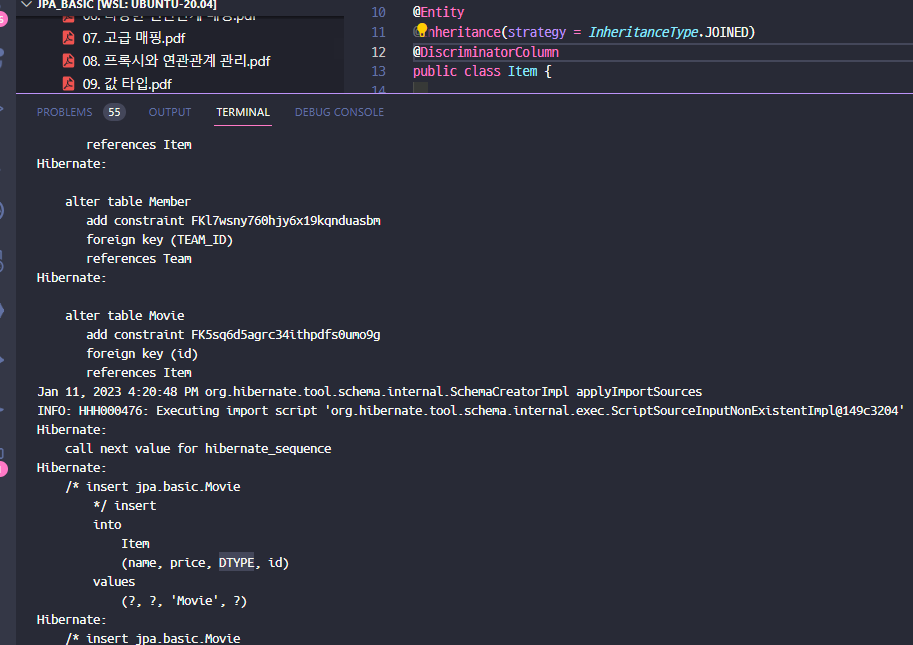 JPA_BASIC [WSL: UBUNTU-20.04]
07. 고급 매핑.pdf
08. 프록시와 연관관계 관리.pdf
09. 값 타입.pdf
10 @Entity
11 nheritance(strategy = InheritanceType.JOINED)
12 @DiscriminatorColumn
13 public class Item {
14
PROBLEMS 55 OUTPUT TERMINAL DEBUG CONSOLE
references Item
Hibernate:
alter table Member
add constraint FKl7wsny760hjy6x19kqnduasbm
foreign key (TEAM_ID)
references Team
Hibernate:
alter table Movie
add constraint FK5sq6d5agrc34ithpdfs0umo9g
foreign key (id)
references Item
Jan 11, 2023 4:20:48 PM org.hibernate.tool.schema.internal.SchemaCreatorImpl applyImportSources
INFO: HHH000476: Executing import script 'org.hibernate.tool.schema.internal.exec.ScriptSourceInputNonExistentImpl@149c3204'
Hibernate:
call next value for hibernate_sequence
Hibernate:
/* insert jpa.basic.Movie
*/ insert
into
Item
(name, price, DTYPE, id)
values
(?, ?, 'Movie', ?)
Hibernate:
/* insert jpa.basic.Movie